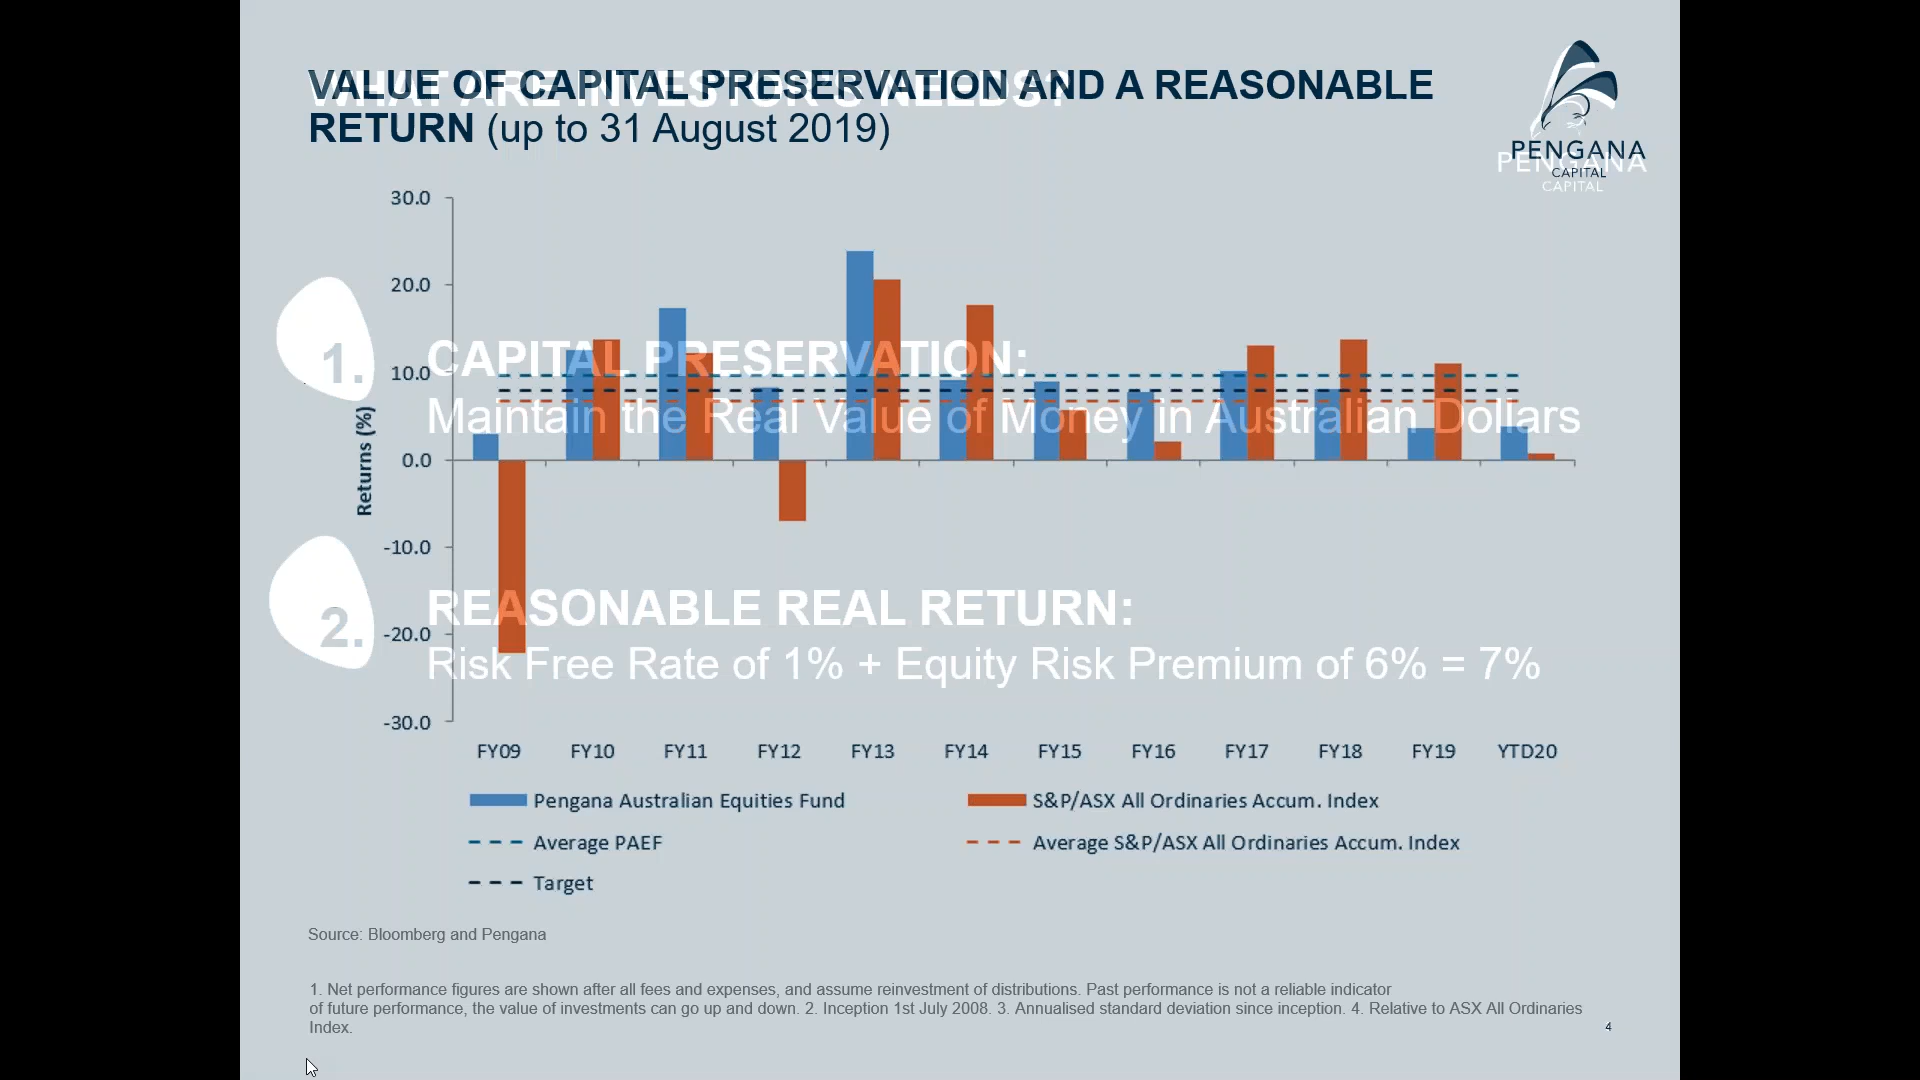 VALUE OF CAPITAL PRESERVATION AND A REASONABLE
RETURN (up to 31 August 2019)
WHAT ARE INVESTOR'S NEEDS?
PENGANA
CAPITAL
PENGANA
CAPITAL
30.0
20.0
10.0
0.0
-10.0
-20.0
-30.0
Returns (%)
1.
CAPITAL PRESERVATION:
Maintain the Real Value of Money in Australian Dollars
2.
REASONABLE REAL RETURN:
Risk Free Rate of 1% + Equity Risk Premium of 6% = 7%
FY09 FY10 FY11 FY12 FY13 FY14 FY15 FY16 FY17 FY18 FY19 YTD20
Pengana Australian Equities Fund
S&P/ASX All Ordinaries Accum. Index
Average PAEF
Average S&P/ASX All Ordinaries Accum. Index
Target
Source: Bloomberg and Pengana
1. Net performance figures are shown after all fees and expenses, and assume reinvestment of distributions. Past performance is not a reliable indicator
of future performance, the value of investments can go up and down. 2. Inception 1st July 2008. 3. Annualised standard deviation since inception. 4. Relative to ASX All Ordinaries
Index.
4